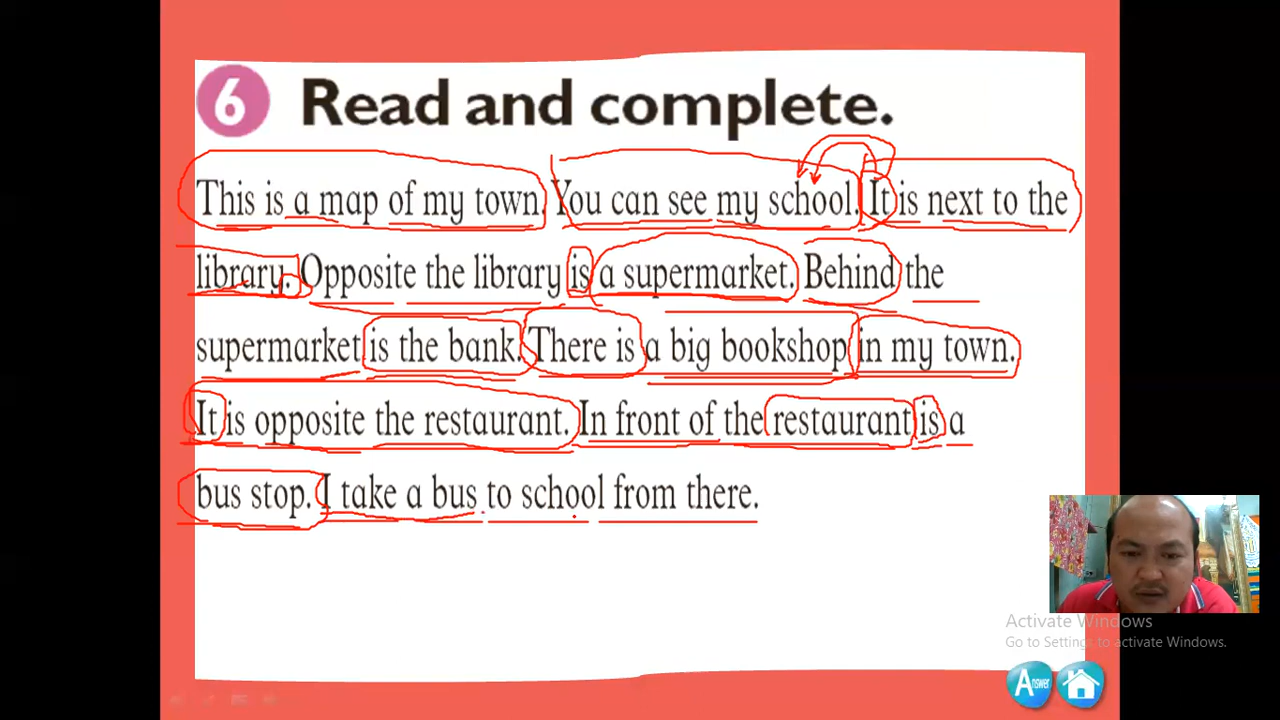 6 Read and complete.
This is a map of my town. You can see my school. It is next to the
library. Opposite the library is a supermarket. Behind the
supermarket is the bank. There is a big bookshop in my town.
It is opposite the restaurant. In front of the restaurant is a
bus stop. I take a bus to school from there.
Activate Windows
Go to Settings to activate Windows.
Answer